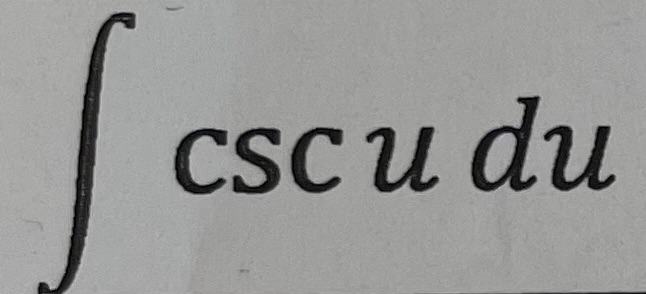 ∫ csc u du